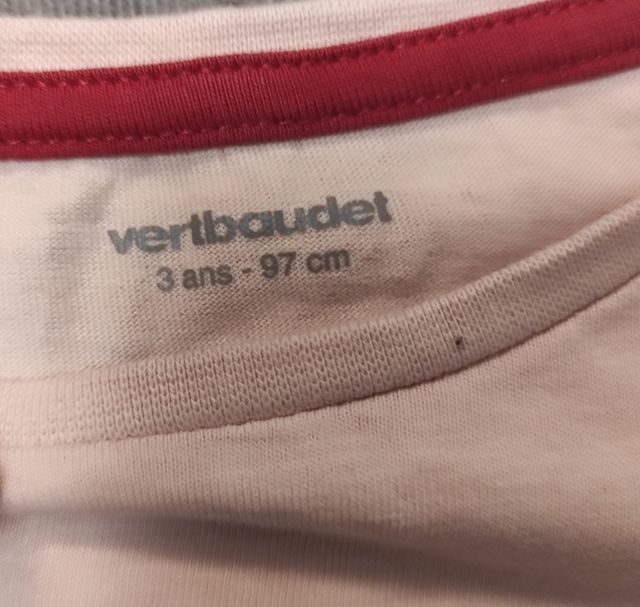 vertbaudet
3 ans - 97 cm